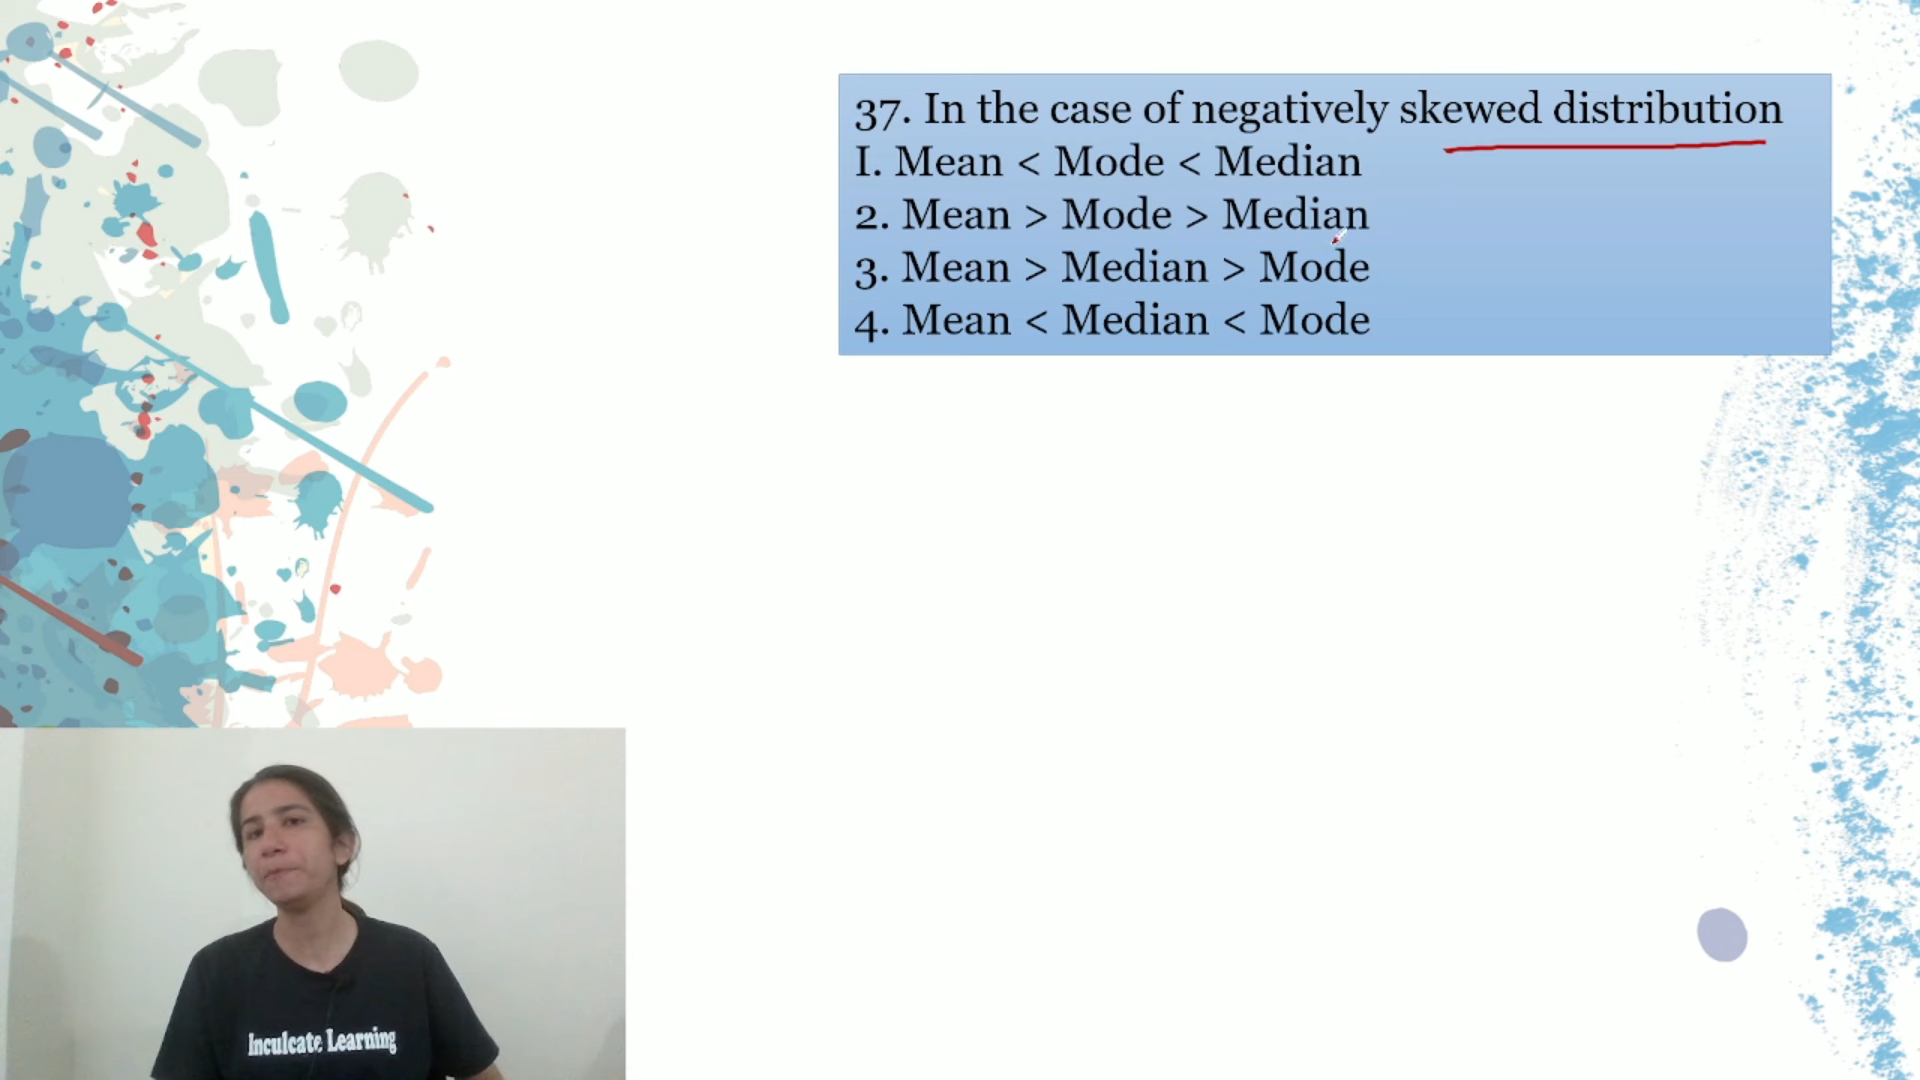 37. In the case of negatively skewed distribution
I. Mean < Mode < Median
2. Mean > Mode > Median
3. Mean > Median > Mode
4. Mean < Median < Mode
Inculcate Learning